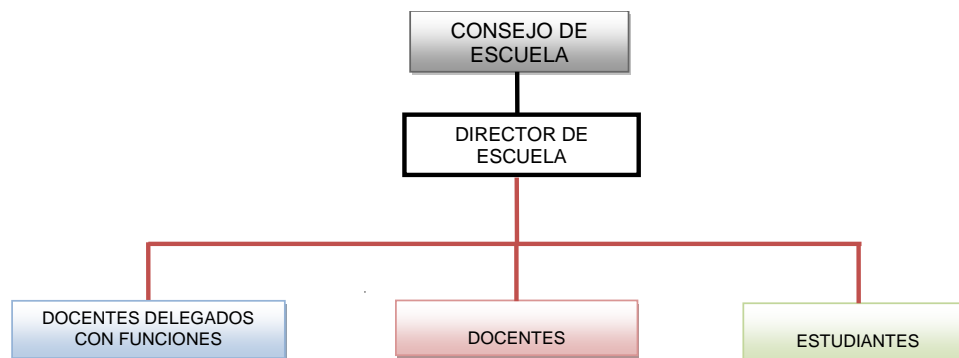 CONSEJO DE
ESCUELA
DIRECTOR DE
ESCUELA
DOCENTES DELEGADOS
CON FUNCIONES
DOCENTES
ESTUDIANTES